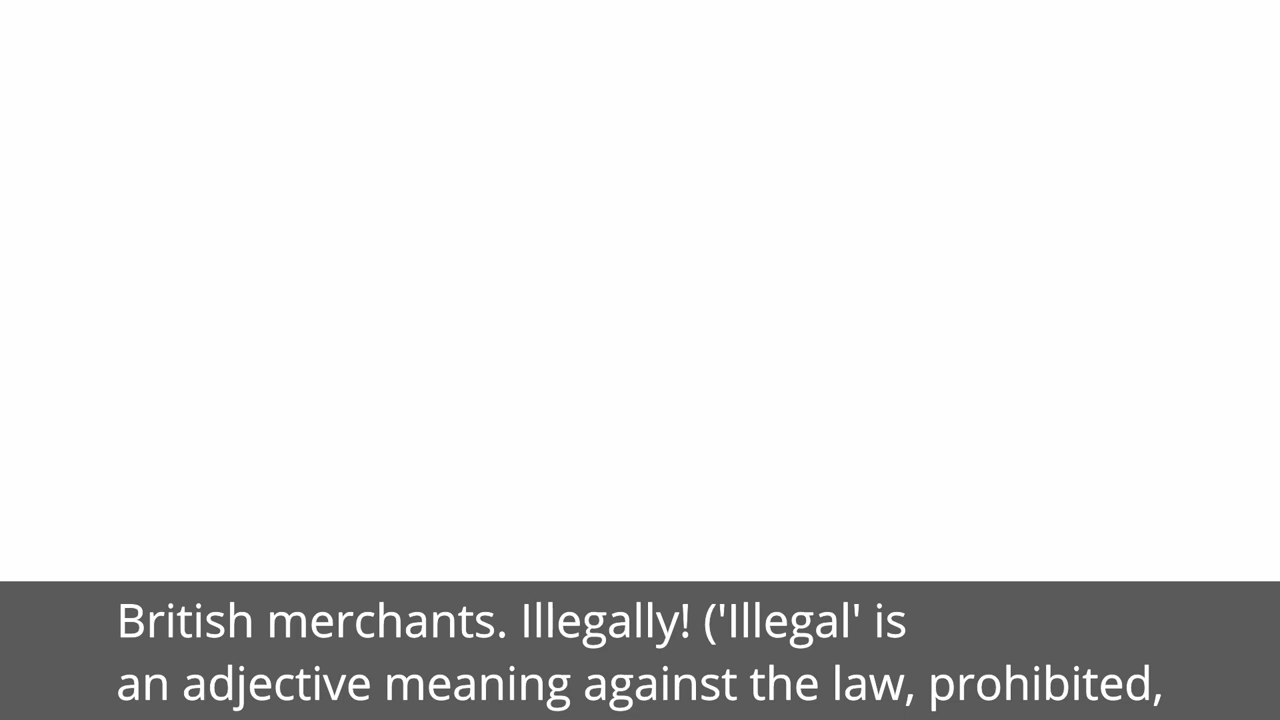 British merchants. Illegally! ('Illegal' is
an adjective meaning against the law, prohibited,